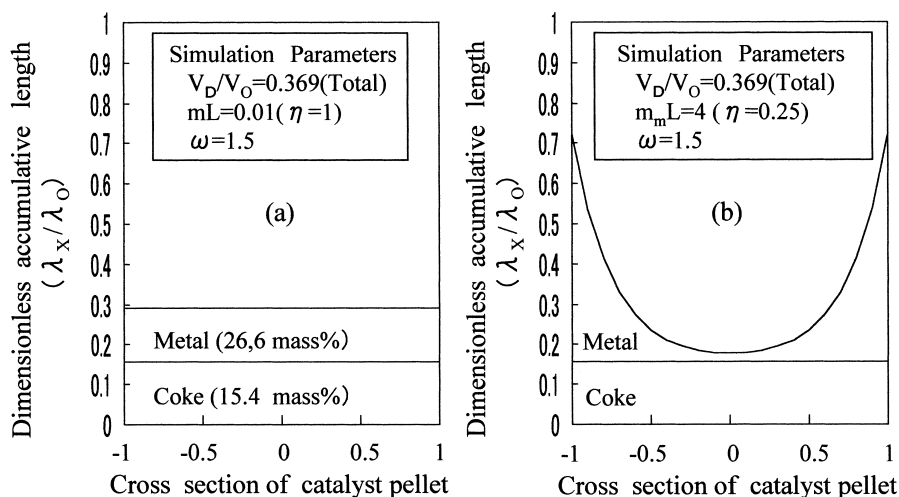 Dimensionless accumulative length
(λX/λO)
1
0.9
0.8
0.7
0.6
0.5
0.4
0.3
0.2
0.1
0
Simulation Parameters
VD/VO=0.369(Total)
mL=0.01(η=1)
ω=1.5
(a)
Metal (26,6 mass%)
Coke (15.4 mass%)
-1
-0.5
0
0.5
1
Cross section of catalyst pellet
Dimensionless accumulative length
(λX/λO)
1
0.9
0.8
0.7
0.6
0.5
0.4
0.3
0.2
0.1
0
Simulation Parameters
VD/VO=0.369(Total)
mmL=4 (η=0.25)
ω=1.5
(b)
Metal
Coke
-1
-0.5
0
0.5
1
Cross section of catalyst pellet